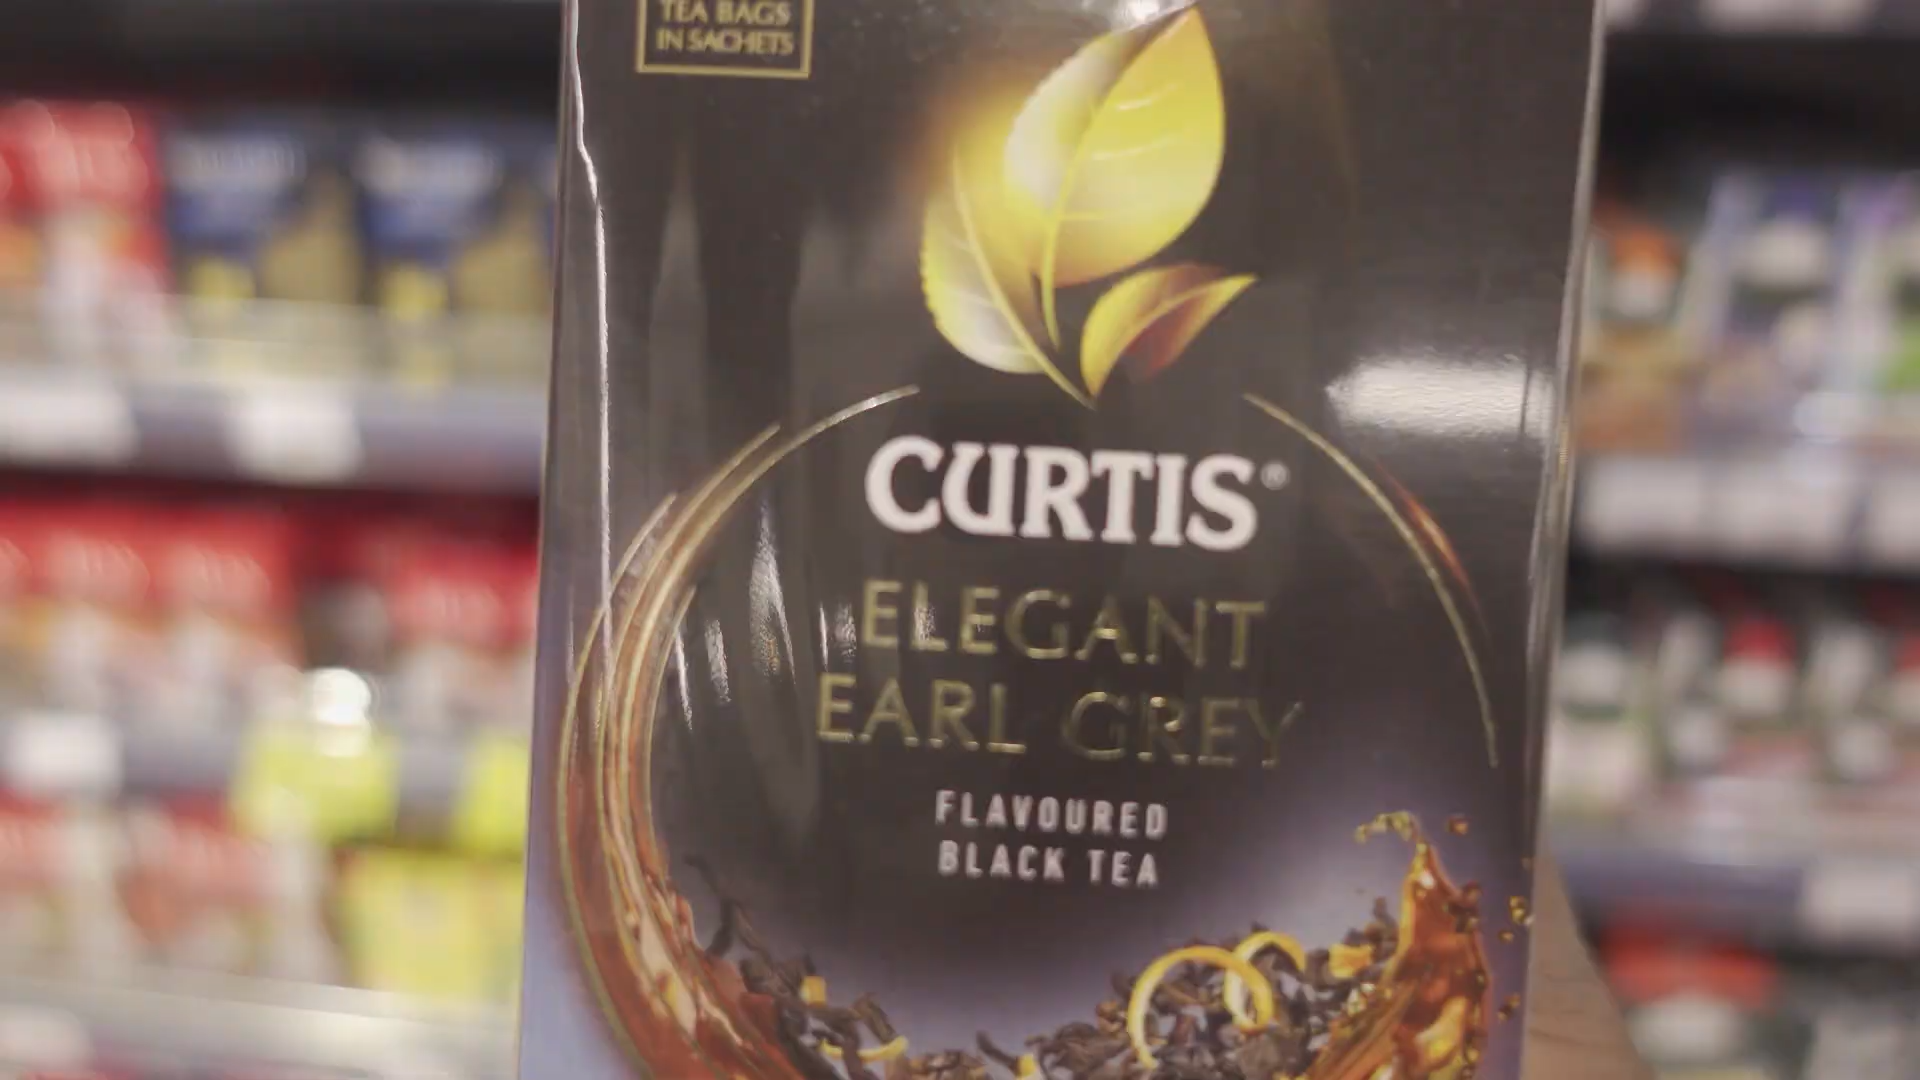 TEA BAGS
IN SACHETS
CURTIS®
ELEGANT
EARL GREY
FLAVOURED
BLACK TEA